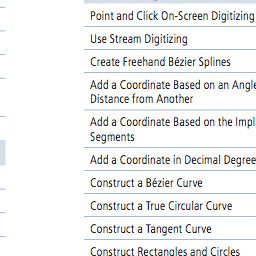 Point and Click On-Screen Digitizing
Use Stream Digitizing
Create Freehand Bézier Splines
Add a Coordinate Based on an Angle
Distance from Another
Add a Coordinate Based on the Impl
Segments
Add a Coordinate in Decimal Degree
Construct a Bézier Curve
Construct a True Circular Curve
Construct a Tangent Curve
Construct Rectangles and Circles